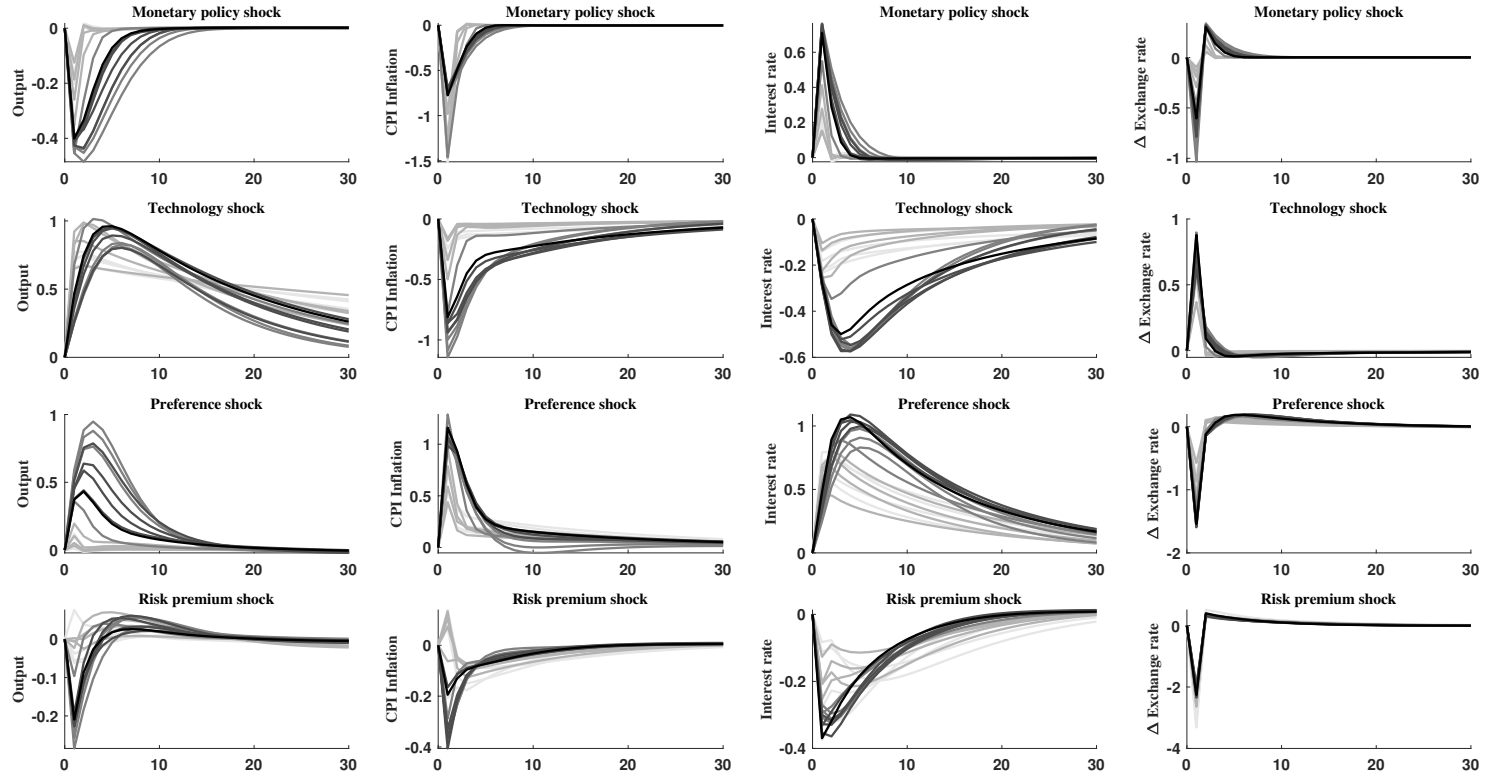 Monetary policy shock
Output
0
-0.2
-0.4
0 10 20 30
Monetary policy shock
CPI Inflation
0
-0.5
-1
-1.5
0 10 20 30
Monetary policy shock
Interest rate
0.6
0.4
0.2
0
0 10 20 30
Monetary policy shock
Δ Exchange rate
0
-0.5
-1
0 10 20 30
Technology shock
Output
1
0.5
0
0 10 20 30
Technology shock
CPI Inflation
0
-0.5
-1
0 10 20 30
Technology shock
Interest rate
0
-0.2
-0.4
-0.6
0 10 20 30
Technology shock
Δ Exchange rate
1
0.5
0
0 10 20 30
Preference shock
Output
1
0.5
0
0 10 20 30
Preference shock
CPI Inflation
1
0.5
0
0 10 20 30
Preference shock
Interest rate
1
0.5
0
0 10 20 30
Preference shock
Δ Exchange rate
0
-1
-2
0 10 20 30
Risk premium shock
Output
0
-0.1
-0.2
0 10 20 30
Risk premium shock
CPI Inflation
0
-0.2
-0.4
0 10 20 30
Risk premium shock
Interest rate
0
-0.2
-0.4
0 10 20 30
Risk premium shock
Δ Exchange rate
0
-2
-4
0 10 20 30